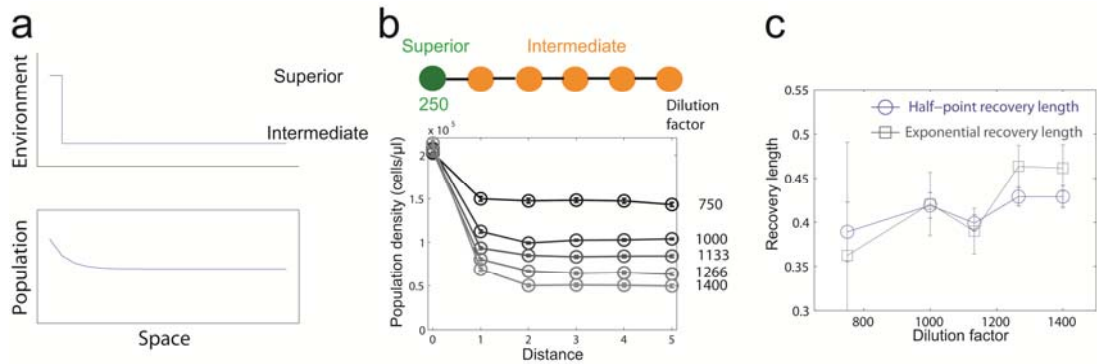 a
Environment
Superior
Intermediate
Population
Space
b
Superior Intermediate
250
Dilution
factor
x 10⁵
Population density (cells/µl)
2
1.5
1
0.5
0
750
1000
1133
1266
1400
0 1 2 3 4 5
Distance
c
Recovery length
0.55
0.5
0.45
0.4
0.35
0.3
Half-point recovery length
Exponential recovery length
800 1000 1200 1400
Dilution factor